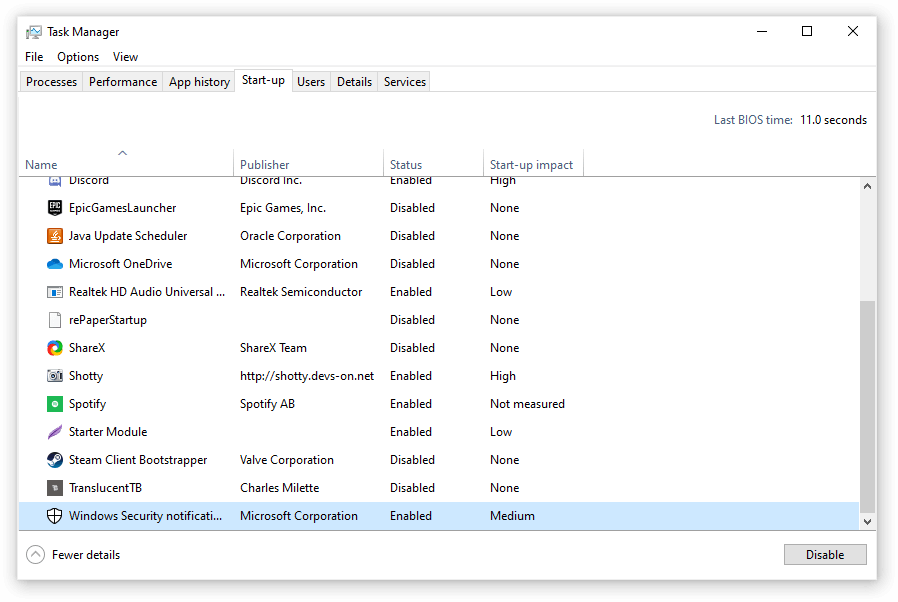 Task Manager
File Options View
Processes Performance App history Start-up Users Details Services
Last BIOS time: 11.0 seconds
Name Publisher Status Start-up impact
Discord Discord Inc. Enabled High
EPIC EpicGamesLauncher Epic Games, Inc. Disabled None
Java Update Scheduler Oracle Corporation Disabled None
Microsoft OneDrive Microsoft Corporation Disabled None
Realtek HD Audio Universal ... Realtek Semiconductor Enabled Low
rePaperStartup Disabled None
ShareX ShareX Team Disabled None
Shotty http://shotty.devs-on.net Enabled High
Spotify Spotify AB Enabled Not measured
Starter Module Enabled Low
Steam Client Bootstrapper Valve Corporation Disabled None
TranslucentTB Charles Milette Disabled None
Windows Security notificati... Microsoft Corporation Enabled Medium
Fewer details Disable